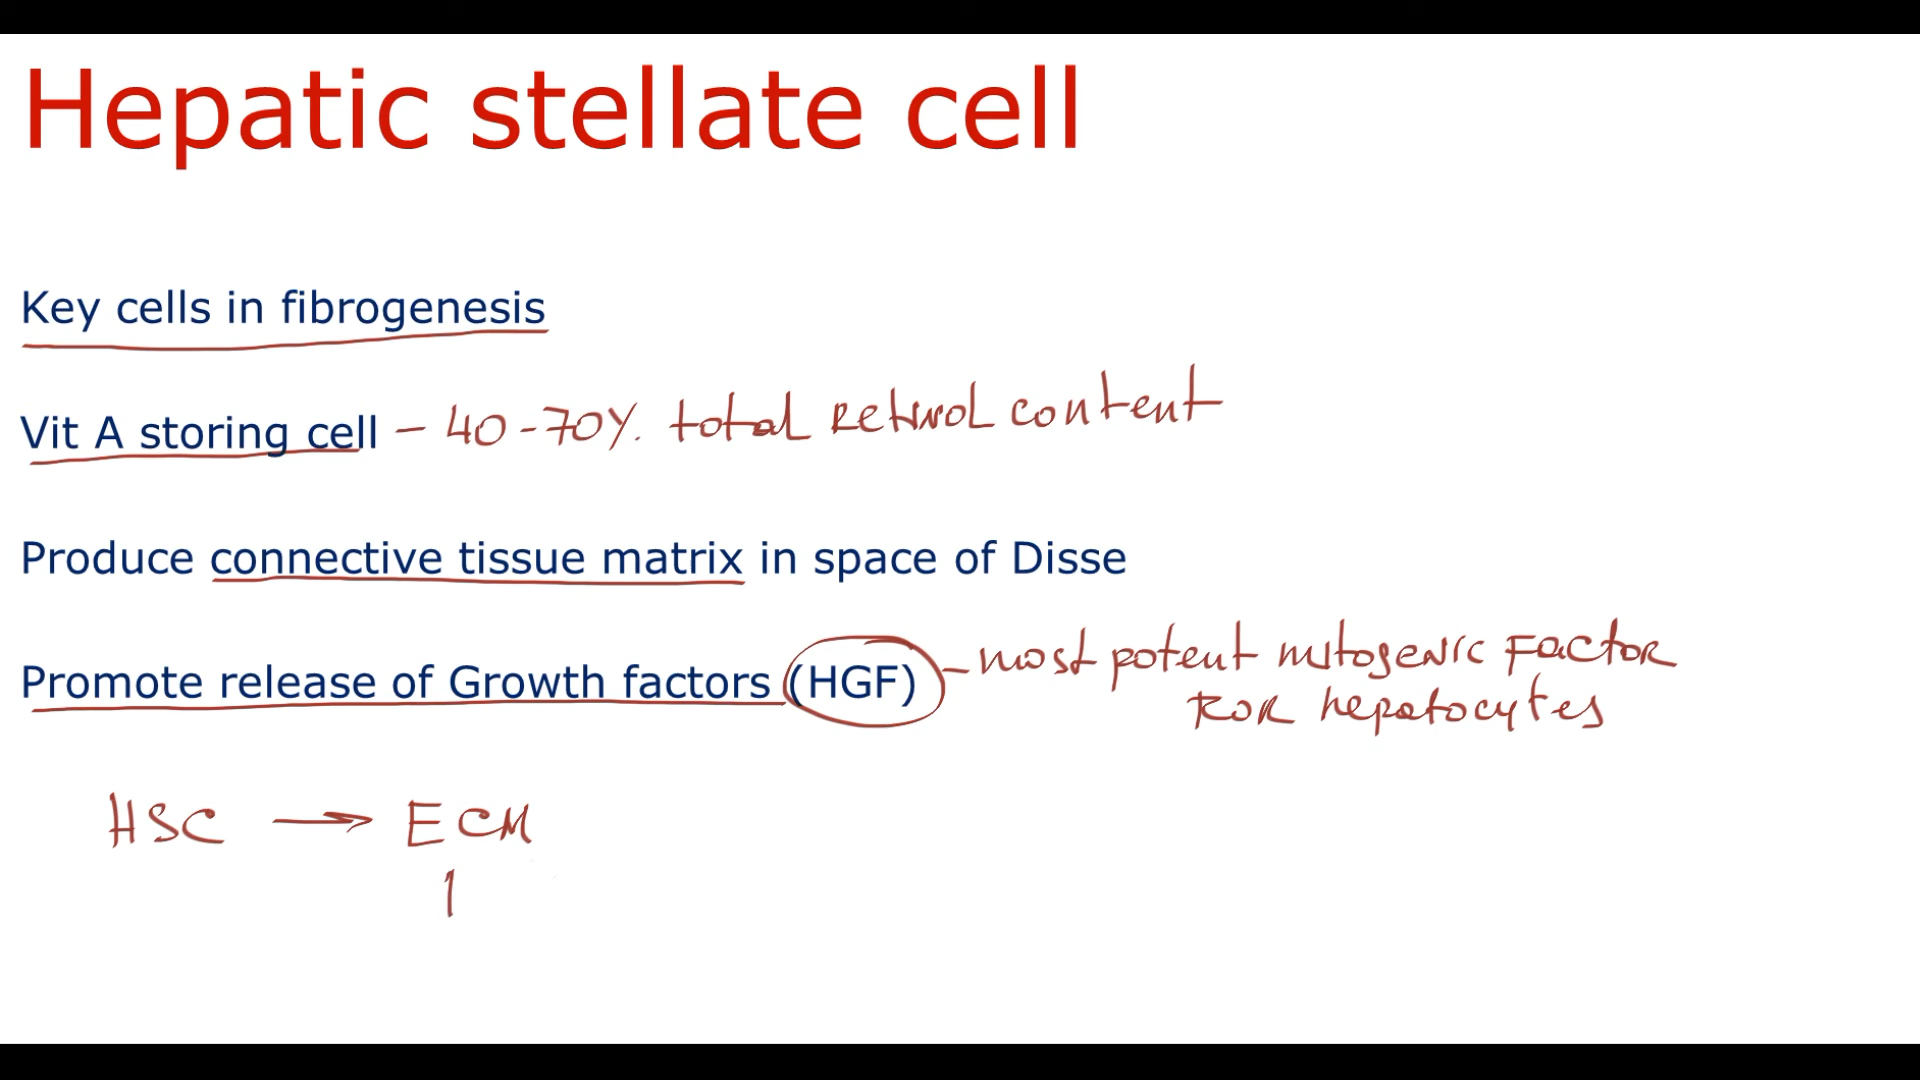 Hepatic stellate cell
Key cells in fibrogenesis
Vit A storing cell – 40-70% total Retinol content
Produce connective tissue matrix in space of Disse
Promote release of Growth factors (HGF) – most potent mitogenic Factor
FOR hepatocytes
HSC → ECM